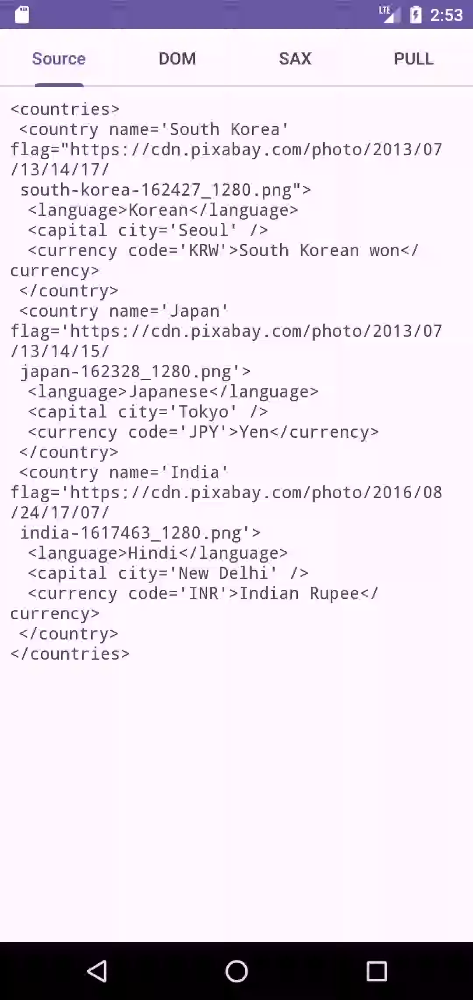 LTE 2:53
Source DOM SAX PULL
<countries>
<country name='South Korea'
flag="https://cdn.pixabay.com/photo/2013/07
/13/14/17/
south-korea-162427_1280.png">
<language>Korean</language>
<capital city='Seoul' />
<currency code='KRW'>South Korean won</
currency>
</country>
<country name='Japan'
flag='https://cdn.pixabay.com/photo/2013/07
/13/14/15/
japan-162328_1280.png'>
<language>Japanese</language>
<capital city='Tokyo' />
<currency code='JPY'>Yen</currency>
</country>
<country name='India'
flag='https://cdn.pixabay.com/photo/2016/08
/24/17/07/
india-1617463_1280.png'>
<language>Hindi</language>
<capital city='New Delhi' />
<currency code='INR'>Indian Rupee</
currency>
</country>
</countries>